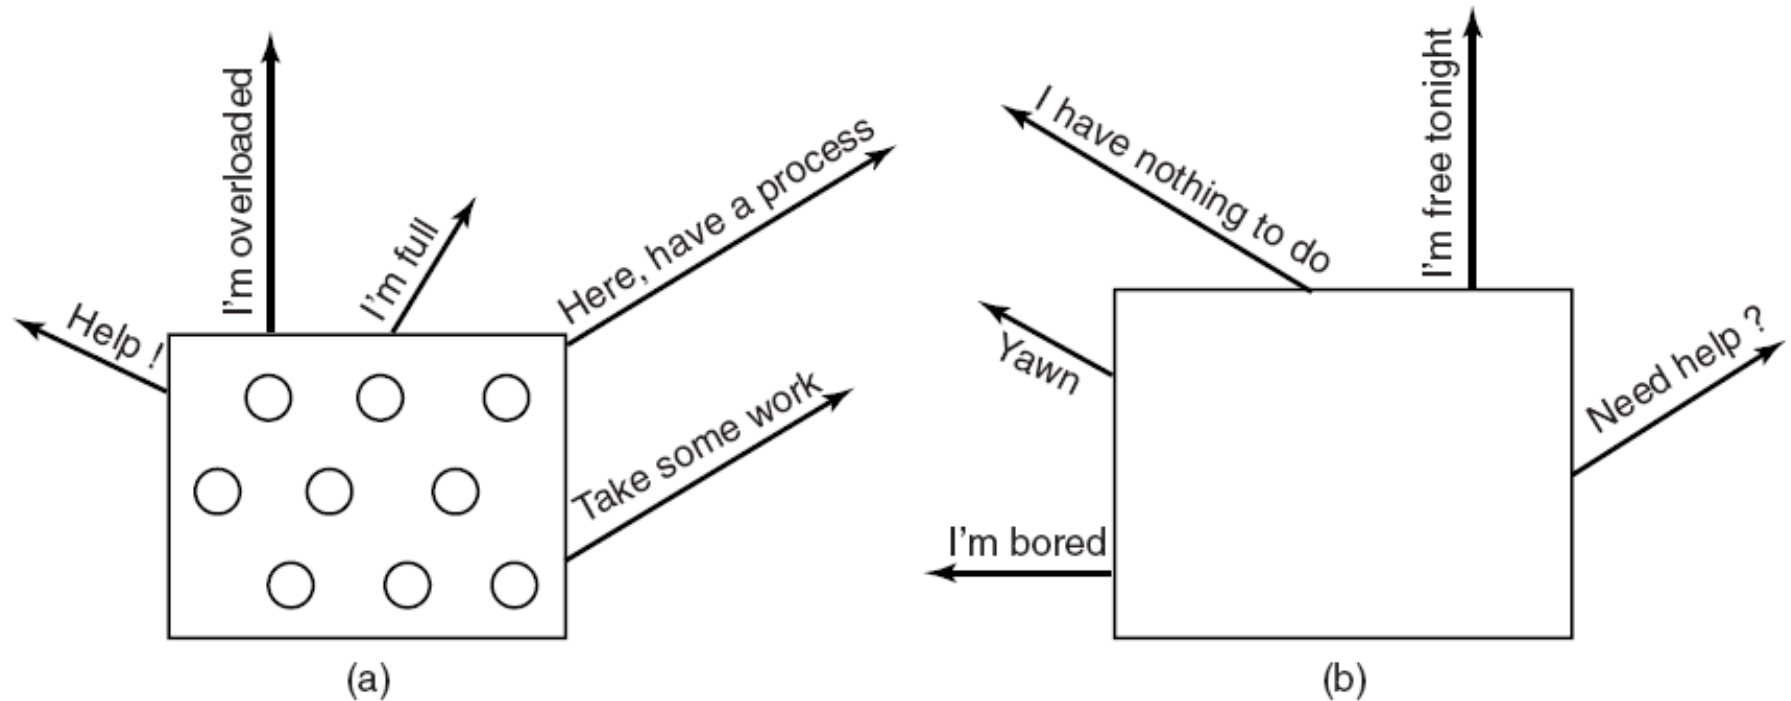 I'm overloaded
I'm full
Here, have a process
Help !
Take some work
(a)
I have nothing to do
I'm free tonight
Yawn
Need help ?
I'm bored
(b)